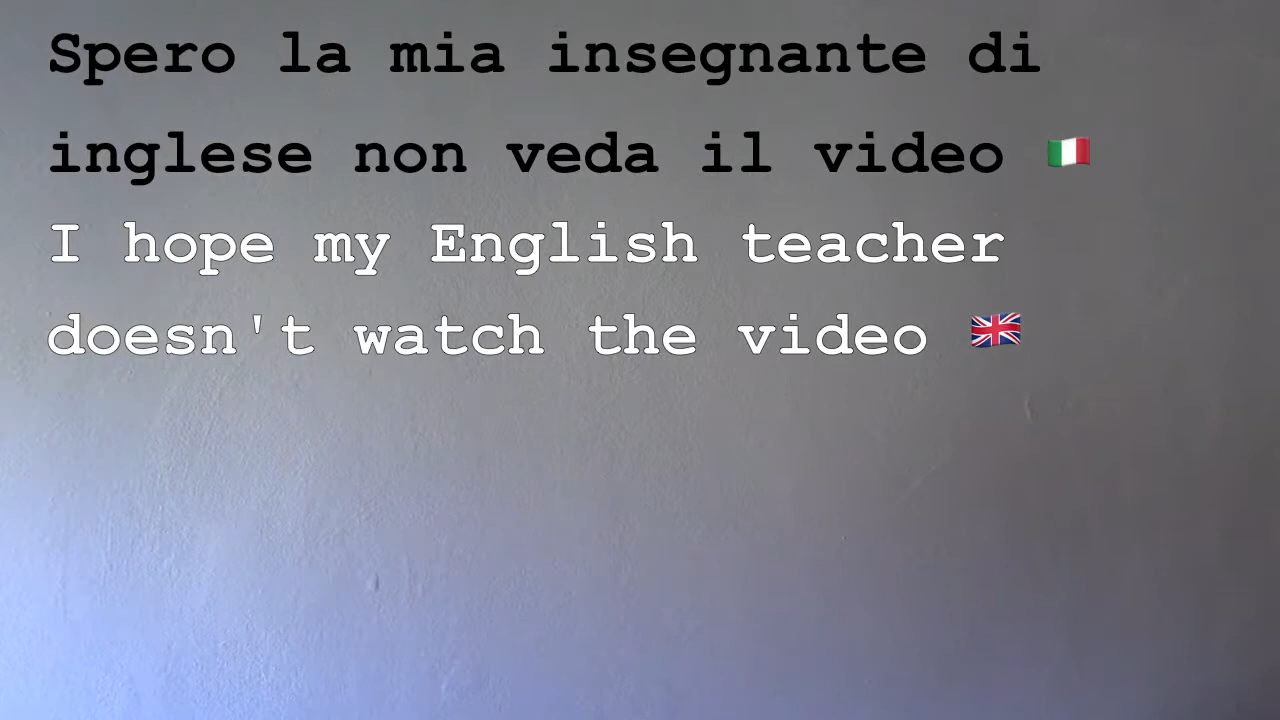 Spero la mia insegnante di
inglese non veda il video 🇮🇹
I hope my English teacher
doesn't watch the video 🇬🇧